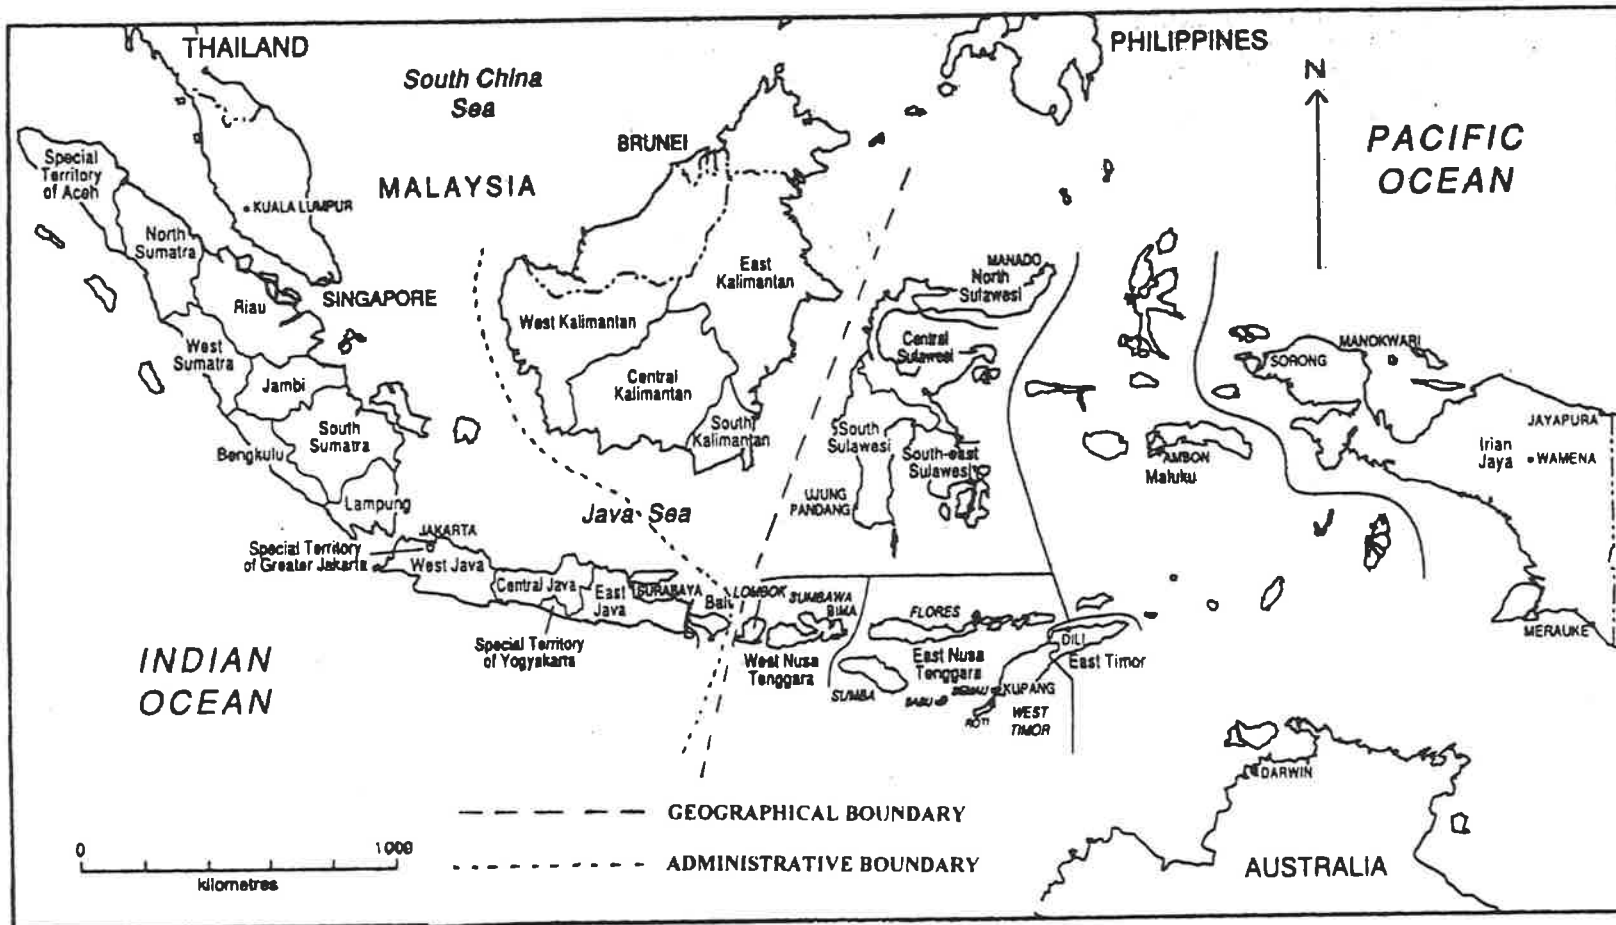 THAILAND
South China
Sea
PHILIPPINES
N
PACIFIC
OCEAN
BRUNEI
MALAYSIA
Special
Territory
of Aceh
KUALA LUMPUR
North
Sumatra
SINGAPORE
Riau
West
Sumatra
Jambi
South
Sumatra
Bengkulu
Lampung
East
Kalimantan
West Kalimantan
Central
Kalimantan
South
Kalimantan
MANADO
North
Sulawesi
Central
Sulawesi
South
Sulawesi
South-east
Sulawesi
UJUNG
PANDANG
SORONG
MANOKWARI
JAYAPURA
Irian
Jaya
WAMENA
AMBON
Maluku
MERAUKE
Java Sea
JAKARTA
Special Territory
of Greater Jakarta
West Java
Central Java
East
Java
SURABAYA
Bali
LOMBOK
SUMBAWA
BIMA
FLORES
DILI
East Timor
Special Territory
of Yogyakarta
West Nusa
Tenggara
East Nusa
Tenggara
SUMBA
SABU
SEMAU
KUPANG
ROTI
WEST
TIMOR
INDIAN
OCEAN
DARWIN
AUSTRALIA
GEOGRAPHICAL BOUNDARY
ADMINISTRATIVE BOUNDARY
0 1000
kilometres